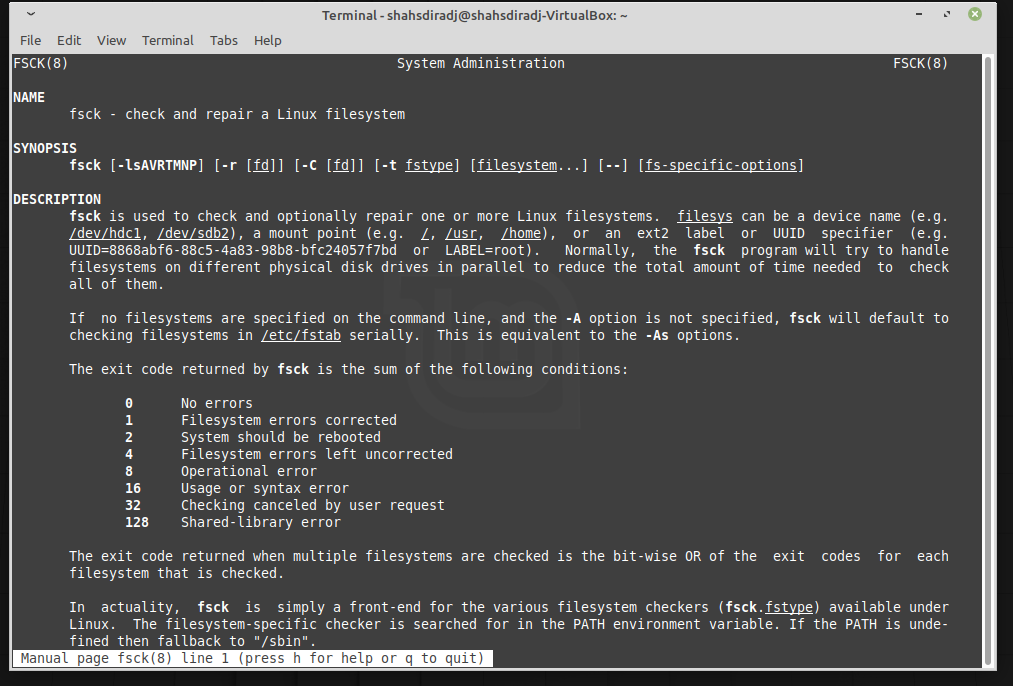 Terminal - shahsdiradj@shahsdiradj-VirtualBox: ~
File Edit View Terminal Tabs Help
FSCK(8) System Administration FSCK(8)
NAME
fsck - check and repair a Linux filesystem
SYNOPSIS
fsck [-lsAVRTMNP] [-r [fd]] [-C [fd]] [-t fstype] [filesystem...] [--] [fs-specific-options]
DESCRIPTION
fsck is used to check and optionally repair one or more Linux filesystems. filesys can be a device name (e.g.
/dev/hdc1, /dev/sdb2), a mount point (e.g. /, /usr, /home), or an ext2 label or UUID specifier (e.g.
UUID=8868abf6-88c5-4a83-98b8-bfc24057f7bd or LABEL=root). Normally, the fsck program will try to handle
filesystems on different physical disk drives in parallel to reduce the total amount of time needed to check
all of them.
If no filesystems are specified on the command line, and the -A option is not specified, fsck will default to
checking filesystems in /etc/fstab serially. This is equivalent to the -As options.
The exit code returned by fsck is the sum of the following conditions:
0 No errors
1 Filesystem errors corrected
2 System should be rebooted
4 Filesystem errors left uncorrected
8 Operational error
16 Usage or syntax error
32 Checking canceled by user request
128 Shared-library error
The exit code returned when multiple filesystems are checked is the bit-wise OR of the exit codes for each
filesystem that is checked.
In actuality, fsck is simply a front-end for the various filesystem checkers (fsck.fstype) available under
Linux. The filesystem-specific checker is searched for in the PATH environment variable. If the PATH is unde-
fined then fallback to "/sbin".
Manual page fsck(8) line 1 (press h for help or q to quit)